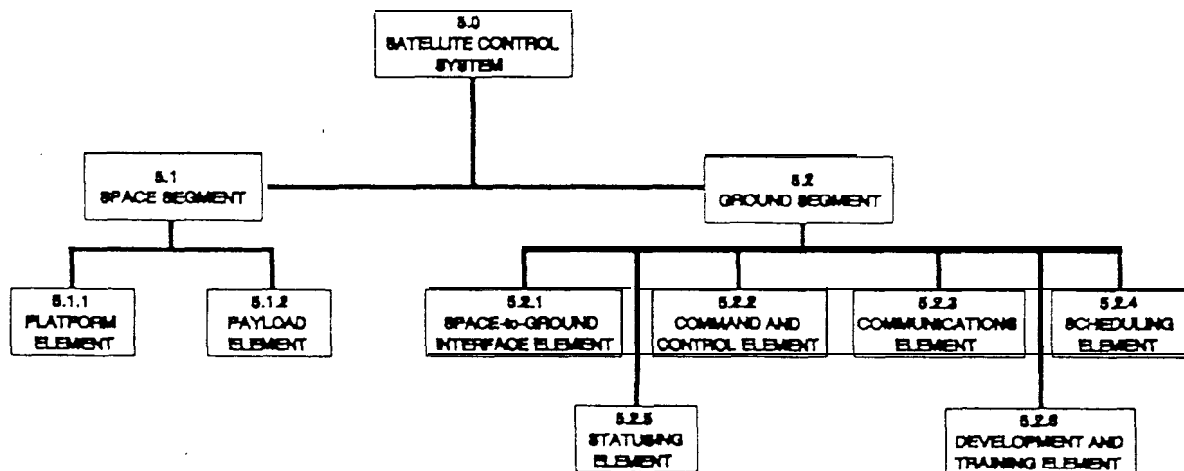 5.0
SATELLITE CONTROL
SYSTEM
5.1
SPACE SEGMENT
5.2
GROUND SEGMENT
5.1.1
PLATFORM
ELEMENT
5.1.2
PAYLOAD
ELEMENT
5.2.1
SPACE-to-GROUND
INTERFACE ELEMENT
5.2.2
COMMAND AND
CONTROL ELEMENT
5.2.3
COMMUNICATIONS
ELEMENT
5.2.4
SCHEDULING
ELEMENT
5.2.5
STATUSING
ELEMENT
5.2.6
DEVELOPMENT AND
TRAINING ELEMENT